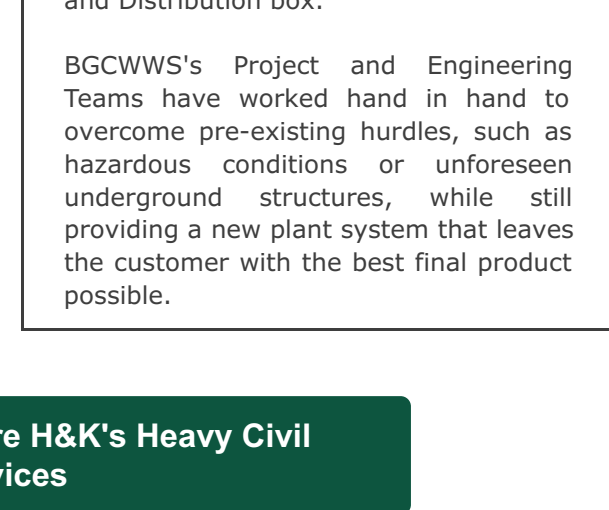 and Distribution box.
BGCWWS's Project and Engineering
Teams have worked hand in hand to
overcome pre-existing hurdles, such as
hazardous conditions or unforeseen
underground structures, while still
providing a new plant system that leaves
the customer with the best final product
possible.
H&K's Heavy Civil